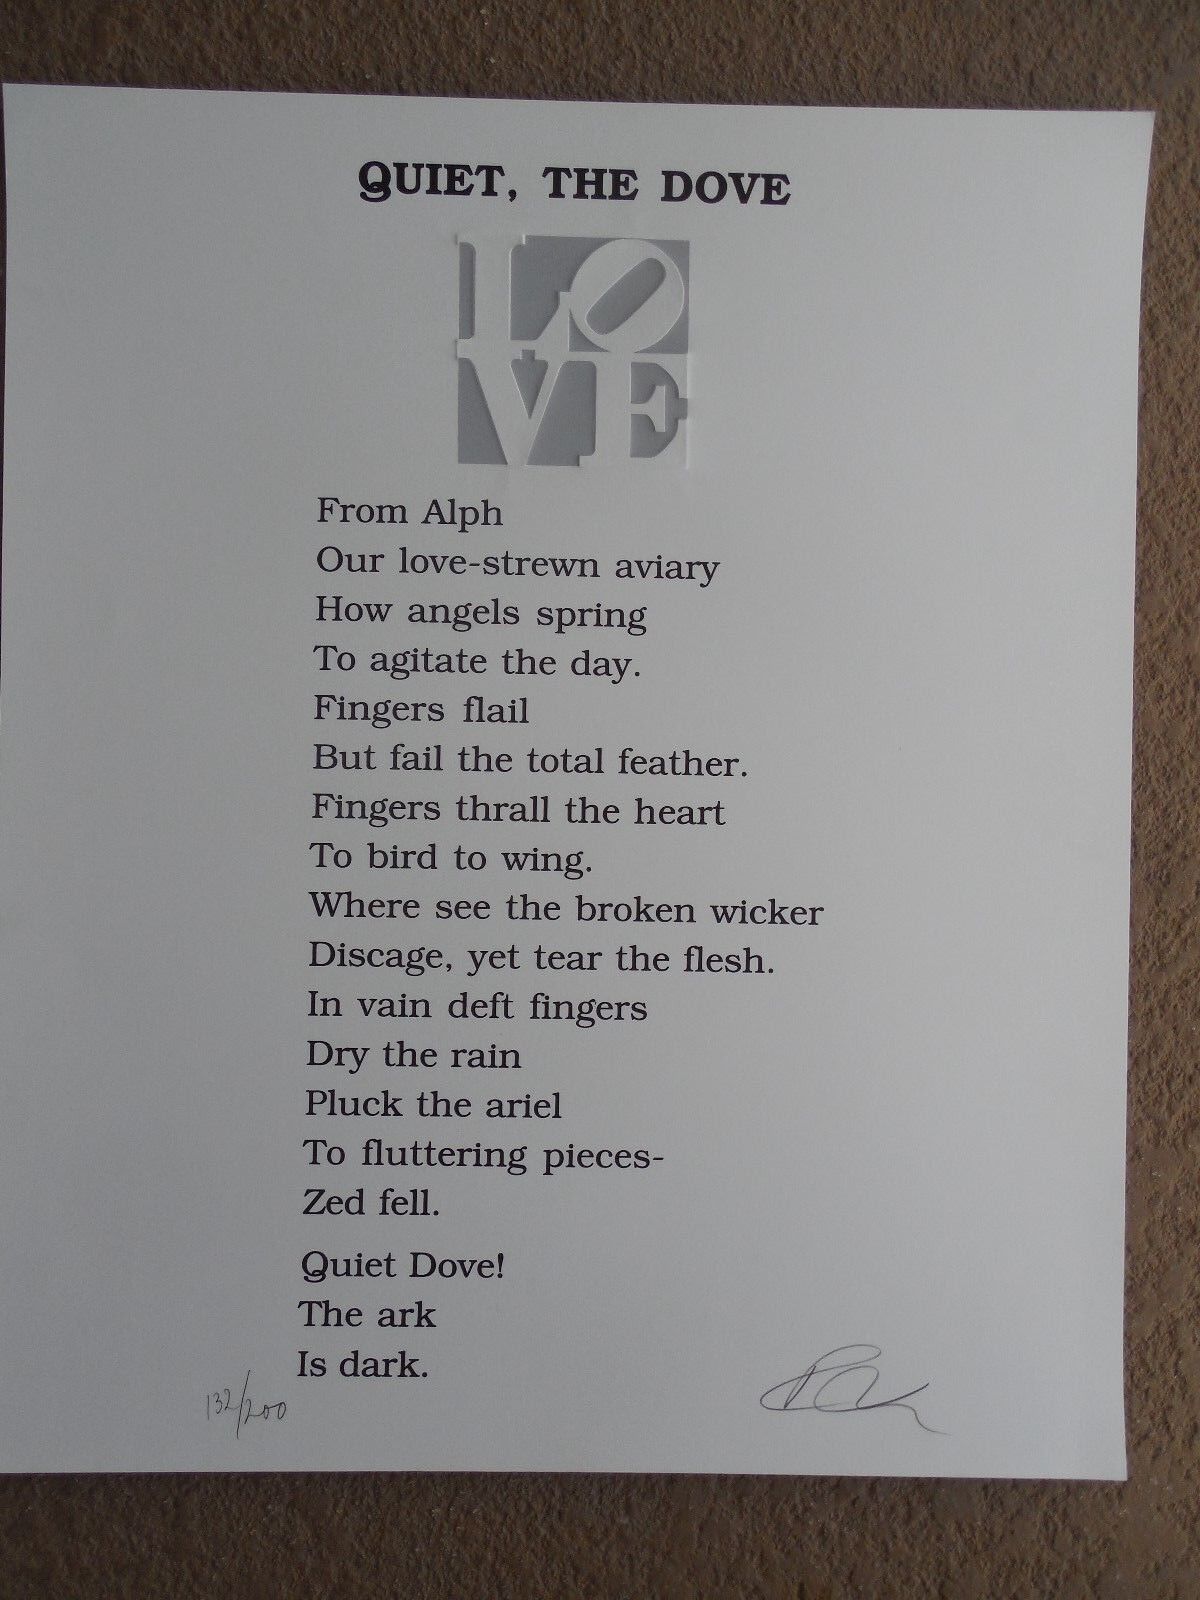 QUIET, THE DOVE
LO
VE
From Alph
Our love-strewn aviary
How angels spring
To agitate the day.
Fingers flail
But fail the total feather.
Fingers thrall the heart
To bird to wing.
Where see the broken wicker
Discage, yet tear the flesh.
In vain deft fingers
Dry the rain
Pluck the ariel
To fluttering pieces-
Zed fell.
Quiet Dove!
The ark
Is dark.
132/200